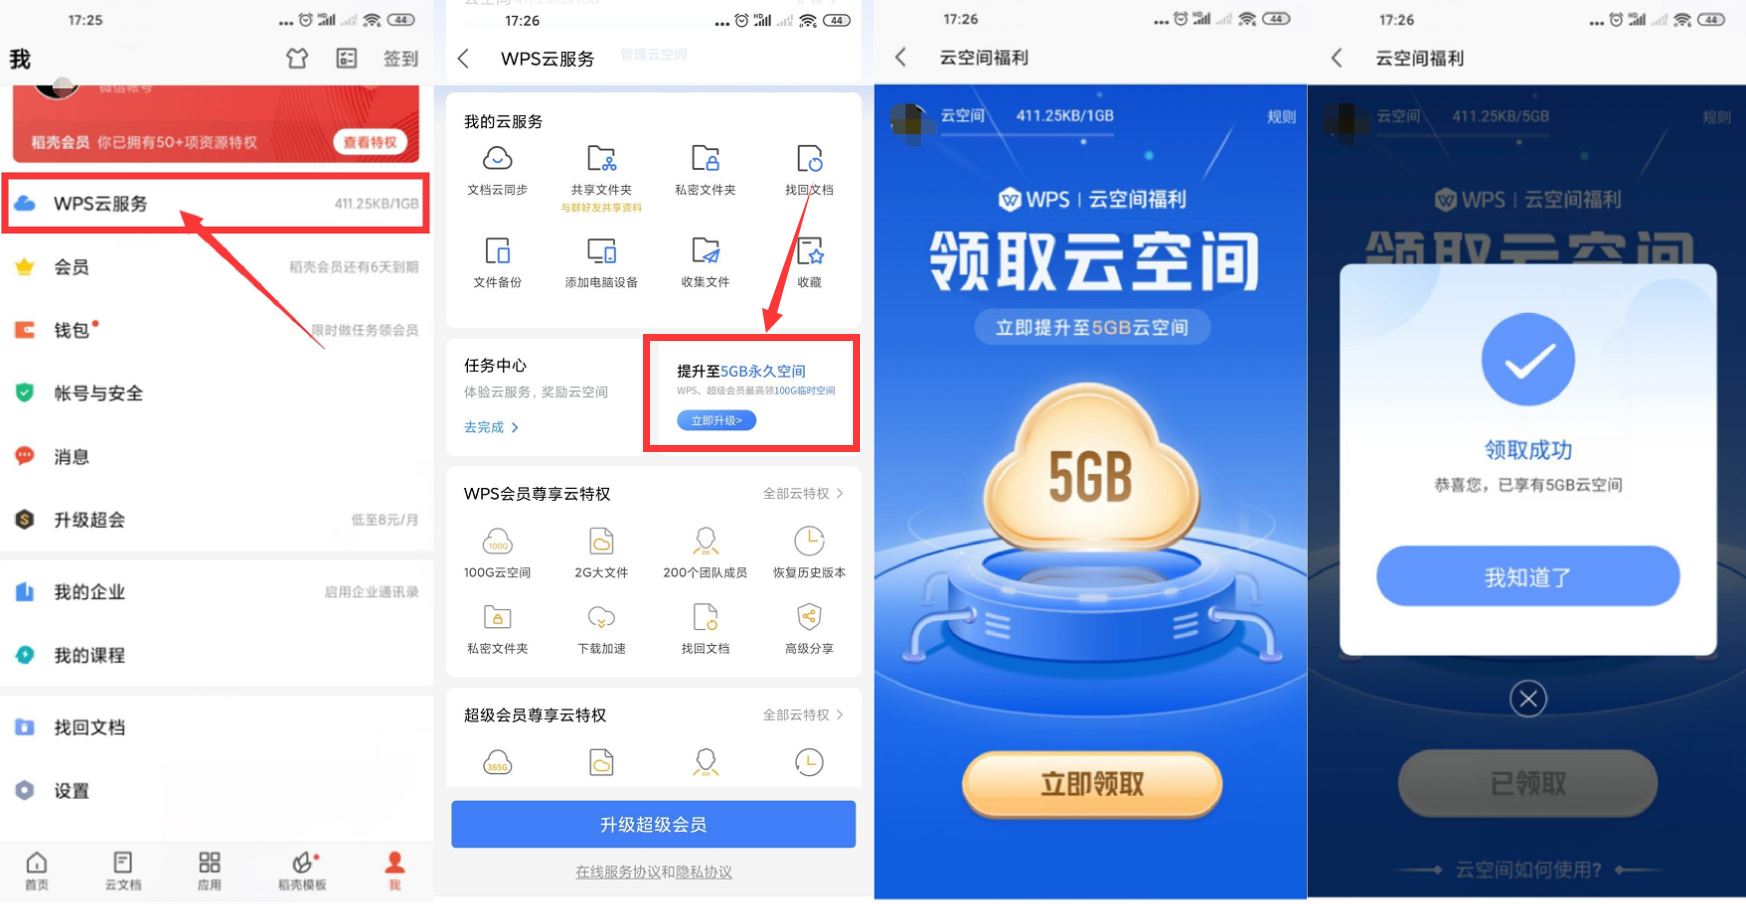 17:25
44
我
签到
微信帐号
稻壳会员 你已拥有50+项资源特权
查看特权
WPS云服务
411.25KB/1GB
会员
稻壳会员还有6天到期
钱包
限时做任务领会员
帐号与安全
消息
升级超会
低至8元/月
我的企业
启用企业通讯录
我的课程
找回文档
设置
首页
云文档
应用
稻壳模板
我
17:26
44
WPS云服务
管理云空间
我的云服务
文档云同步
共享文件夹
与群好友共享资料
私密文件夹
找回文档
文件备份
添加电脑设备
收集文件
收藏
任务中心
体验云服务，奖励云空间
去完成
提升至5GB永久空间
WPS、超级会员最高领100G临时空间
立即升级>
WPS会员尊享云特权
全部云特权
100G
100G云空间
2G大文件
200个团队成员
恢复历史版本
私密文件夹
下载加速
找回文档
高级分享
超级会员尊享云特权
全部云特权
365G
升级超级会员
在线服务协议和隐私协议
17:26
44
云空间福利
云空间
411.25KB/1GB
规则
WPS | 云空间福利
领取云空间
立即提升至5GB云空间
5GB
立即领取
17:26
44
云空间福利
云空间
411.25KB/5GB
规则
WPS | 云空间福利
领取云空间
领取成功
恭喜您，已享有5GB云空间
我知道了
已领取
云空间如何使用?